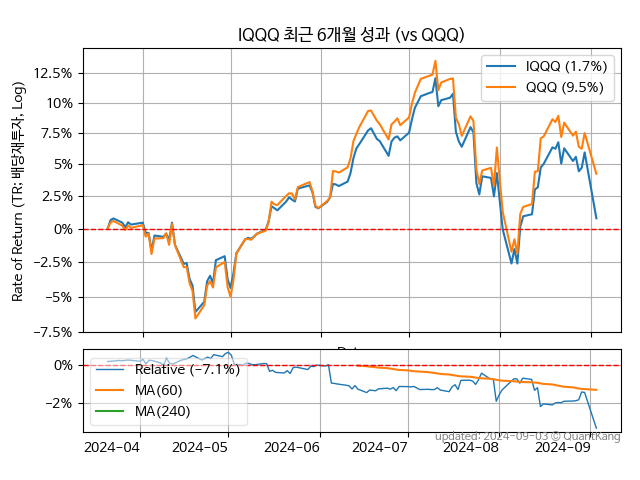 IQQQ 최근 6개월 성과 (vs QQQ)
Rate of Return (TR: 배당재투자, Log)
12.5%
10%
7.5%
5%
2.5%
0%
−2.5%
−5%
−7.5%
IQQQ (1.7%)
QQQ (9.5%)
0%
−2%
Relative (−7.1%)
MA(60)
MA(240)
2024−04
2024−05
2024−06
2024−07
2024−08
2024−09
updated: 2024-09-03 © QuantKang